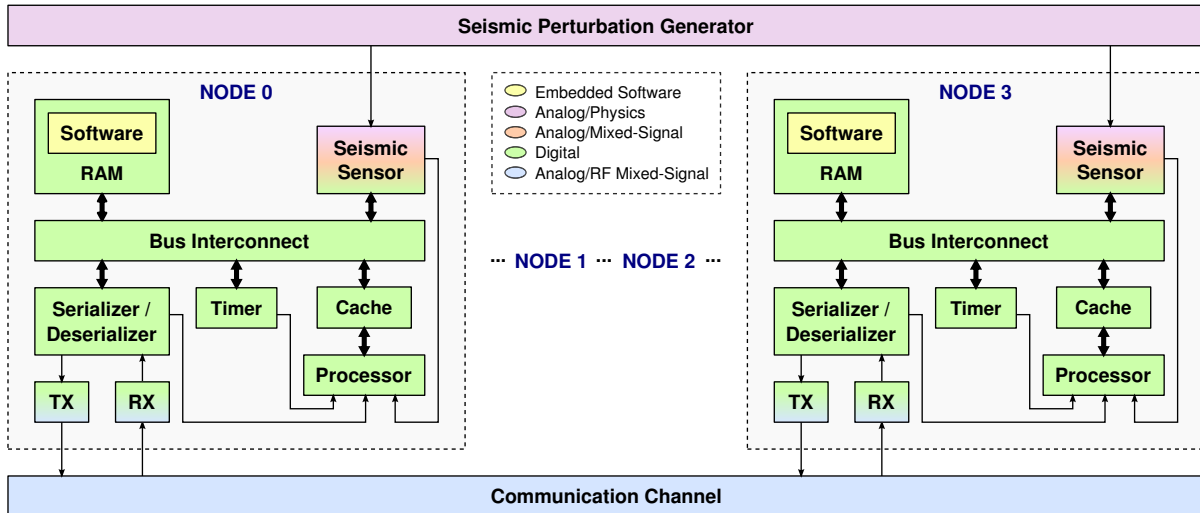 Seismic Perturbation Generator
NODE 0
Software
RAM
Seismic
Sensor
Bus Interconnect
Serializer /
Deserializer
Timer
Cache
Processor
TX
RX
Embedded Software
Analog/Physics
Analog/Mixed-Signal
Digital
Analog/RF Mixed-Signal
··· NODE 1 ··· NODE 2 ···
NODE 3
Software
RAM
Seismic
Sensor
Bus Interconnect
Serializer /
Deserializer
Timer
Cache
Processor
TX
RX
Communication Channel